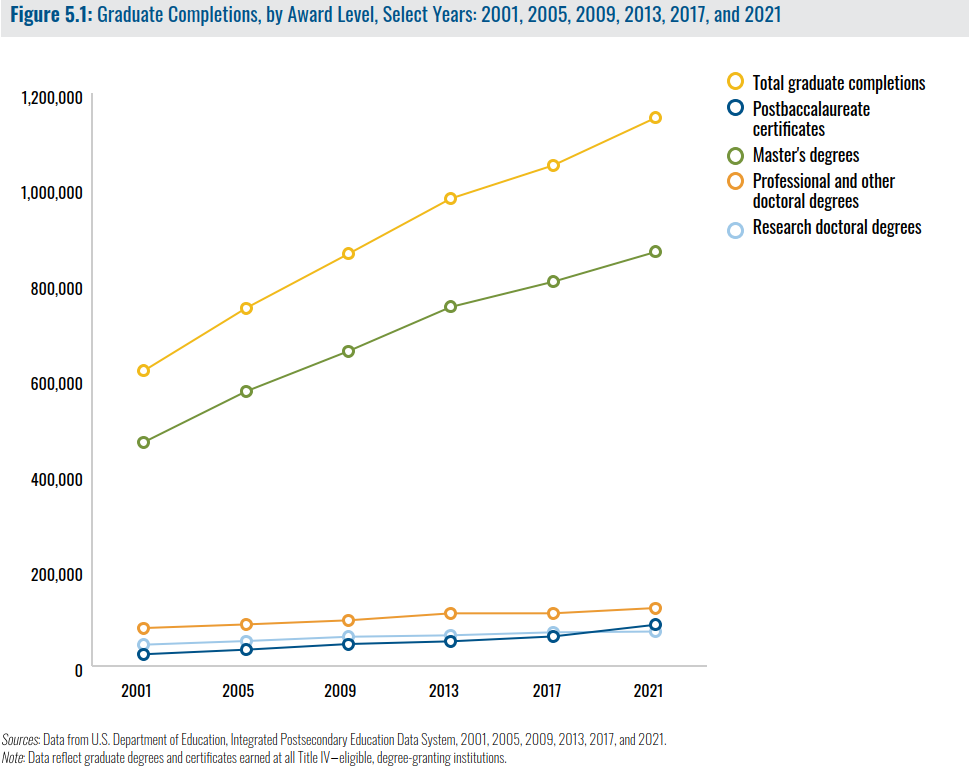 Figure 5.1: Graduate Completions, by Award Level, Select Years: 2001, 2005, 2009, 2013, 2017, and 2021
Total graduate completions
Postbaccalaureate
certificates
Master's degrees
Professional and other
doctoral degrees
Research doctoral degrees
1,200,000
1,000,000
800,000
600,000
400,000
200,000
0
2001 2005 2009 2013 2017 2021
Sources: Data from U.S. Department of Education, Integrated Postsecondary Education Data System, 2001, 2005, 2009, 2013, 2017, and 2021.
Note: Data reflect graduate degrees and certificates earned at all Title IV–eligible, degree-granting institutions.